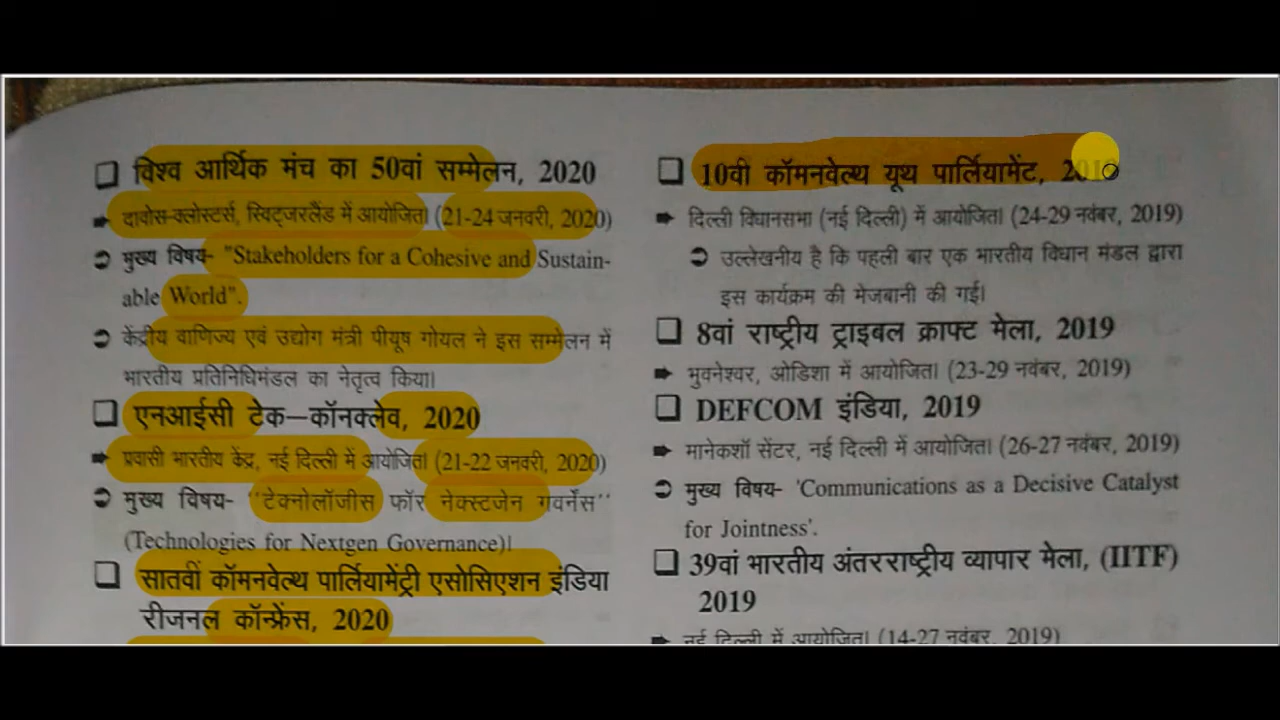 ❑ विश्व आर्थिक मंच का 50वां सम्मेलन, 2020
➨ दावोस-क्लोस्टर्स, स्विट्जरलैंड में आयोजित। (21-24 जनवरी, 2020)
➲ मुख्य विषय- "Stakeholders for a Cohesive and Sustain-
able World".
➲ केंद्रीय वाणिज्य एवं उद्योग मंत्री पीयूष गोयल ने इस सम्मेलन में
भारतीय प्रतिनिधिमंडल का नेतृत्व किया।
❑ एनआईसी टेक–कॉनक्लेव, 2020
➨ प्रवासी भारतीय केंद्र, नई दिल्ली में आयोजित। (21-22 जनवरी, 2020)
➲ मुख्य विषय- ''टेक्नोलॉजीस फॉर नेक्स्टजेन गवर्नेंस''
(Technologies for Nextgen Governance)।
❑ सातवीं कॉमनवेल्थ पार्लियामेंट्री एसोसिएशन इंडिया
रीजनल कॉन्फ्रेंस, 2020
❑ 10वी कॉमनवेल्थ यूथ पार्लियामेंट, 2019
➨ दिल्ली विधानसभा (नई दिल्ली) में आयोजित। (24-29 नवंबर, 2019)
➲ उल्लेखनीय है कि पहली बार एक भारतीय विधान मंडल द्वारा
इस कार्यक्रम की मेजबानी की गई।
❑ 8वां राष्ट्रीय ट्राइबल क्राफ्ट मेला, 2019
➨ भुवनेश्वर, ओडिशा में आयोजित। (23-29 नवंबर, 2019)
❑ DEFCOM इंडिया, 2019
➨ मानेकशॉ सेंटर, नई दिल्ली में आयोजित। (26-27 नवंबर, 2019)
➲ मुख्य विषय- 'Communications as a Decisive Catalyst
for Jointness'.
❑ 39वां भारतीय अंतरराष्ट्रीय व्यापार मेला, (IITF)
2019
➨ नई दिल्ली में आयोजित। (14-27 नवंबर, 2019)